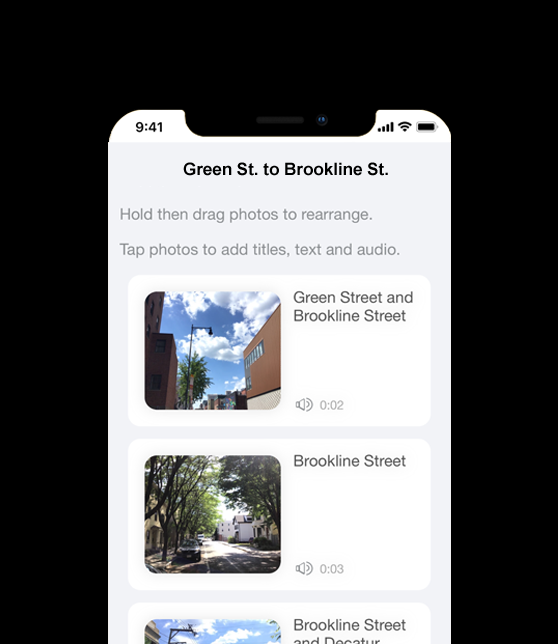 9:41
Green St. to Brookline St.
Hold then drag photos to rearrange.
Tap photos to add titles, text and audio.
Green Street and
Brookline Street
0:02
Brookline Street
0:03
Brookline Street
and Decatur